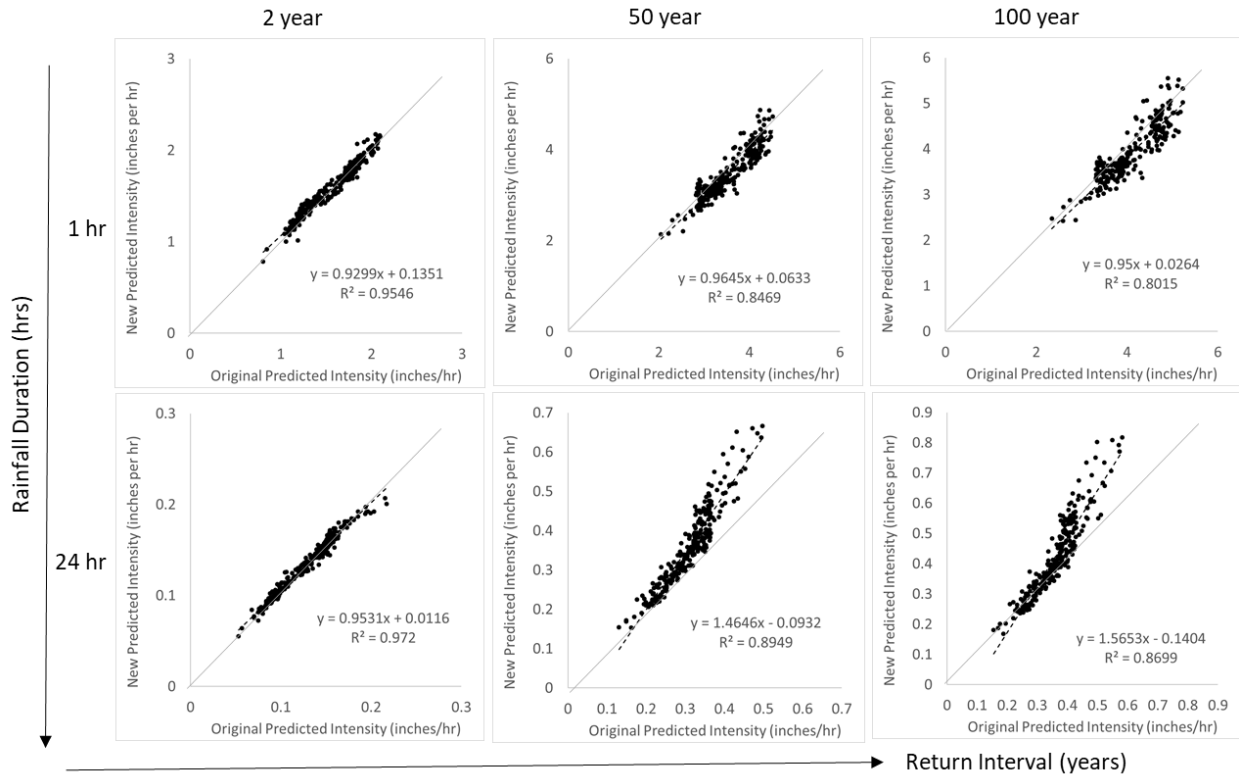 2 year
50 year
100 year
Rainfall Duration (hrs)
1 hr
24 hr
New Predicted Intensity (inches per hr)
3
2
1
0
y = 0.9299x + 0.1351
R² = 0.9546
0 1 2 3
Original Predicted Intensity (inches/hr)
New Predicted Intensity (inches per hr)
6
4
2
0
y = 0.9645x + 0.0633
R² = 0.8469
0 2 4 6
Original Predicted Intensity (inches/hr)
New Predicted Intensity (inches per hr)
6
5
4
3
2
1
0
y = 0.95x + 0.0264
R² = 0.8015
0 2 4 6
Original Predicted Intensity (inches/hr)
New Predicted Intensity (inches per hr)
0.3
0.2
0.1
0
y = 0.9531x + 0.0116
R² = 0.972
0 0.1 0.2 0.3
Original Predicted Intensity (inches/hr)
New Predicted Intensity (inches per hr)
0.7
0.6
0.5
0.4
0.3
0.2
0.1
0
y = 1.4646x - 0.0932
R² = 0.8949
0 0.1 0.2 0.3 0.4 0.5 0.6 0.7
Original Predicted Intensity (inches/hr)
New Predicted Intensity (inches per hr)
0.9
0.8
0.7
0.6
0.5
0.4
0.3
0.2
0.1
0
y = 1.5653x - 0.1404
R² = 0.8699
0 0.1 0.2 0.3 0.4 0.5 0.6 0.7 0.8 0.9
Original Predicted Intensity (inches/hr)
Return Interval (years)